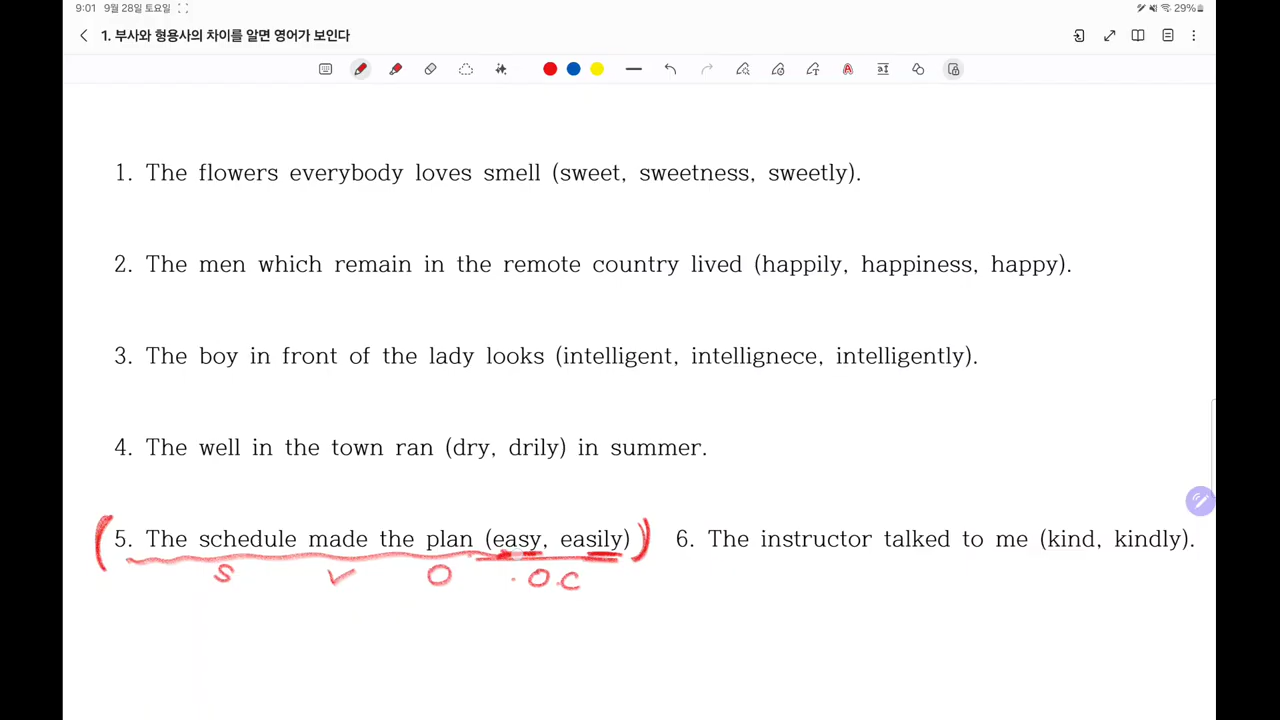 9:01 9월 28일 토요일 29%
1. 부사와 형용사의 차이를 알면 영어가 보인다
1. The flowers everybody loves smell (sweet, sweetness, sweetly).
2. The men which remain in the remote country lived (happily, happiness, happy).
3. The boy in front of the lady looks (intelligent, intellignece, intelligently).
4. The well in the town ran (dry, drily) in summer.
(5. The schedule made the plan (easy, easily)) 6. The instructor talked to me (kind, kindly).
S V O .O.C